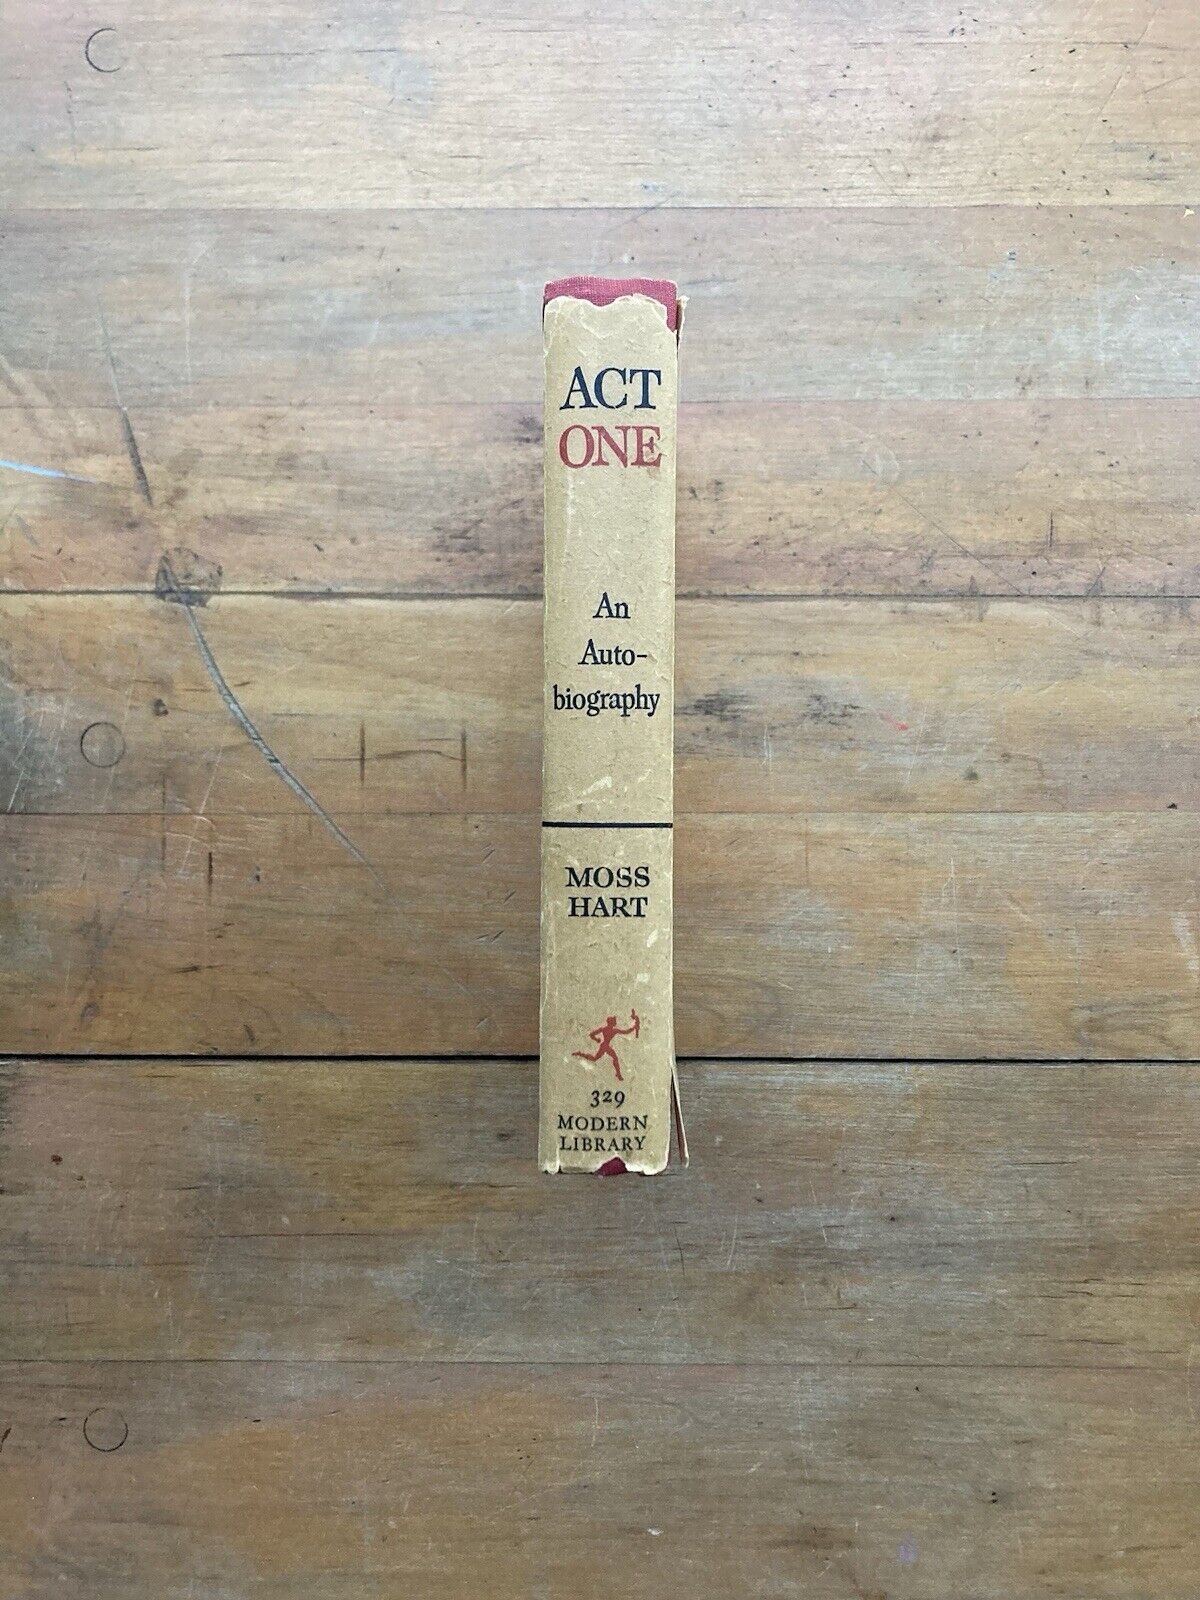 ACT
ONE
An
Auto-
biography
MOSS
HART
329
MODERN
LIBRARY